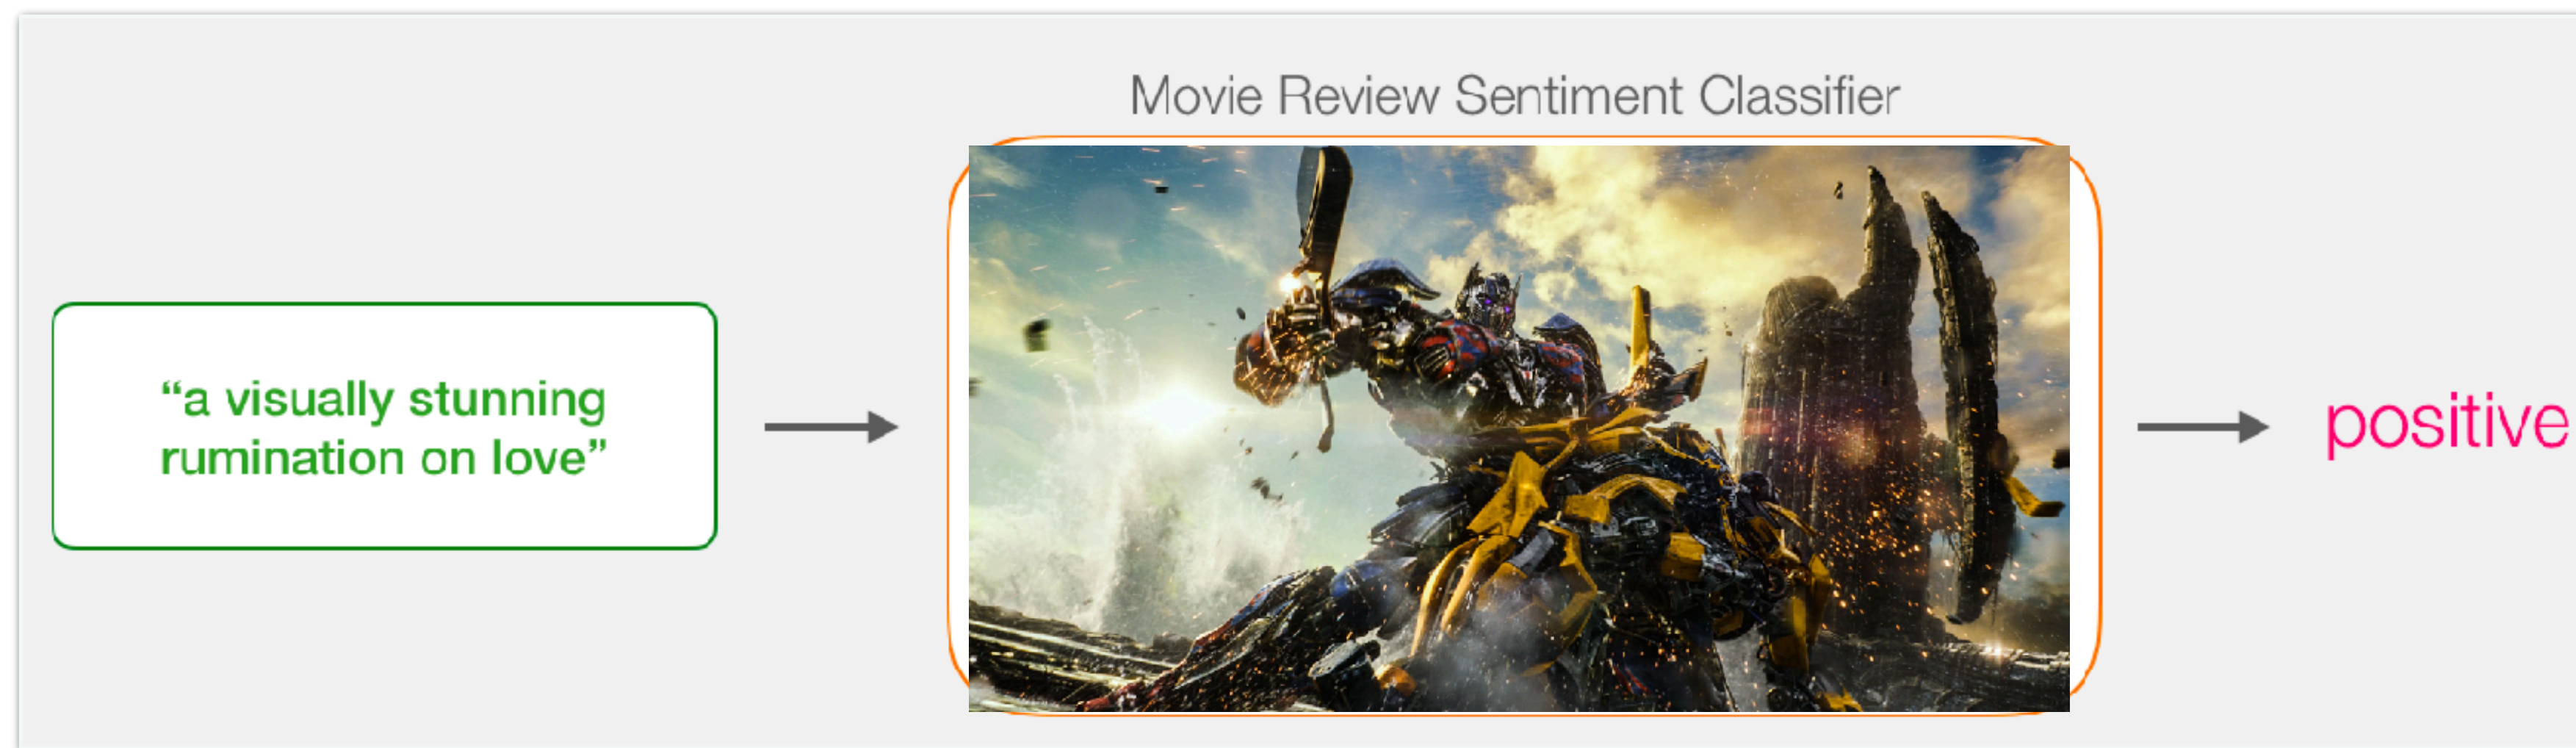 Movie Review Sentiment Classifier
“a visually stunning
rumination on love”
positive